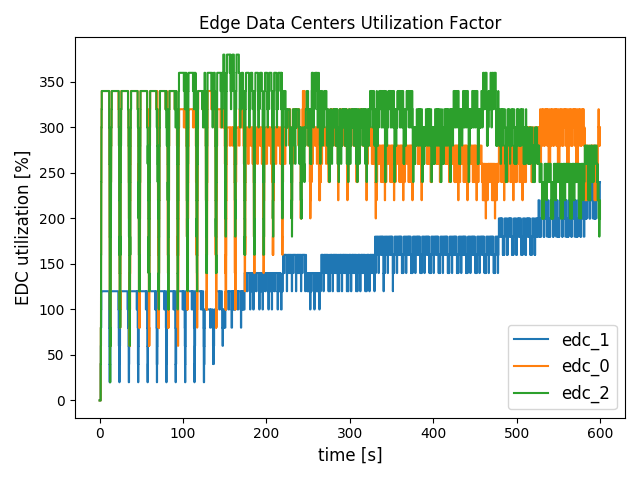 Edge Data Centers Utilization Factor
EDC utilization [%]
350
300
250
200
150
100
50
0
0 100 200 300 400 500 600
time [s]
edc_1
edc_0
edc_2